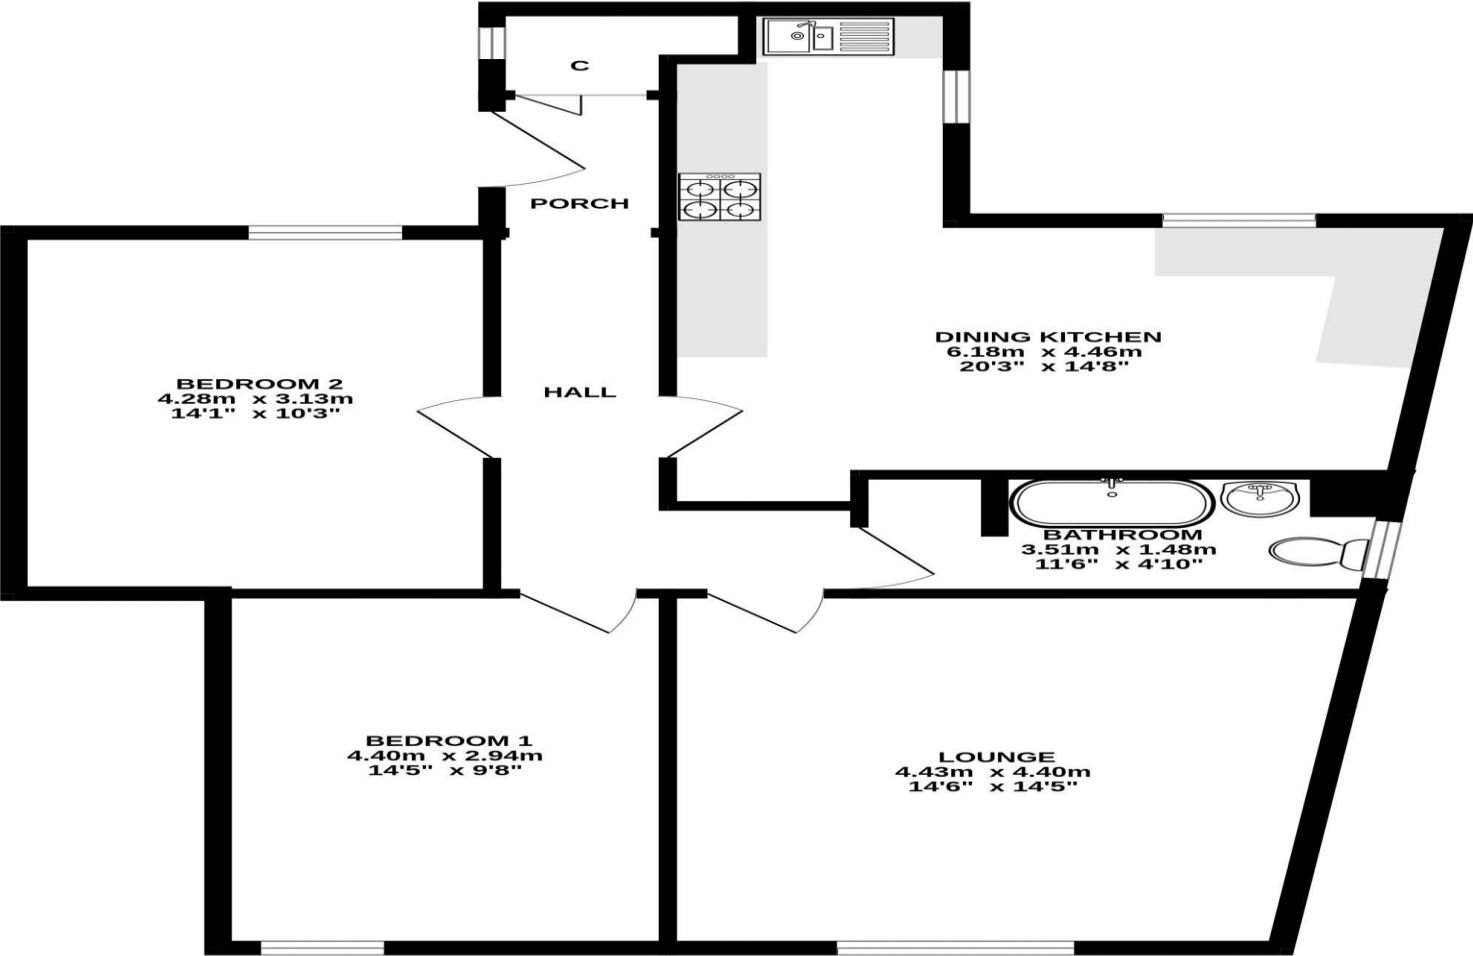 C
PORCH
DINING KITCHEN
6.18m x 4.46m
20'3" x 14'8"
BEDROOM 2
4.28m x 3.13m
14'1" x 10'3"
HALL
BATHROOM
3.51m x 1.48m
11'6" x 4'10"
BEDROOM 1
4.40m x 2.94m
14'5" x 9'8"
LOUNGE
4.43m x 4.40m
14'6" x 14'5"